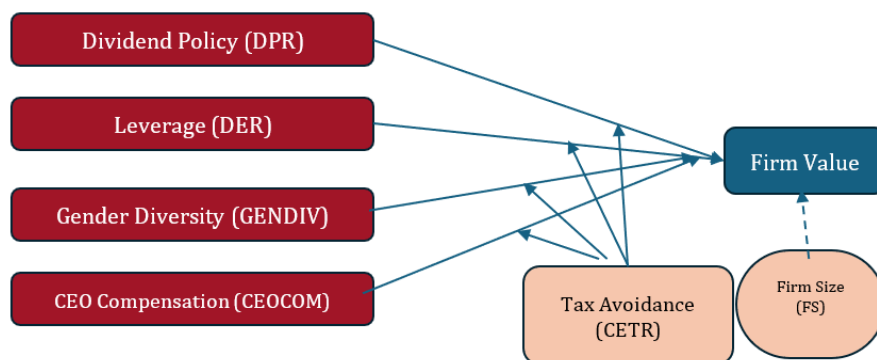 Dividend Policy (DPR)
Leverage (DER)
Gender Diversity (GENDIV)
CEO Compensation (CEOCOM)
Firm Value
Tax Avoidance
(CETR)
Firm Size
(FS)